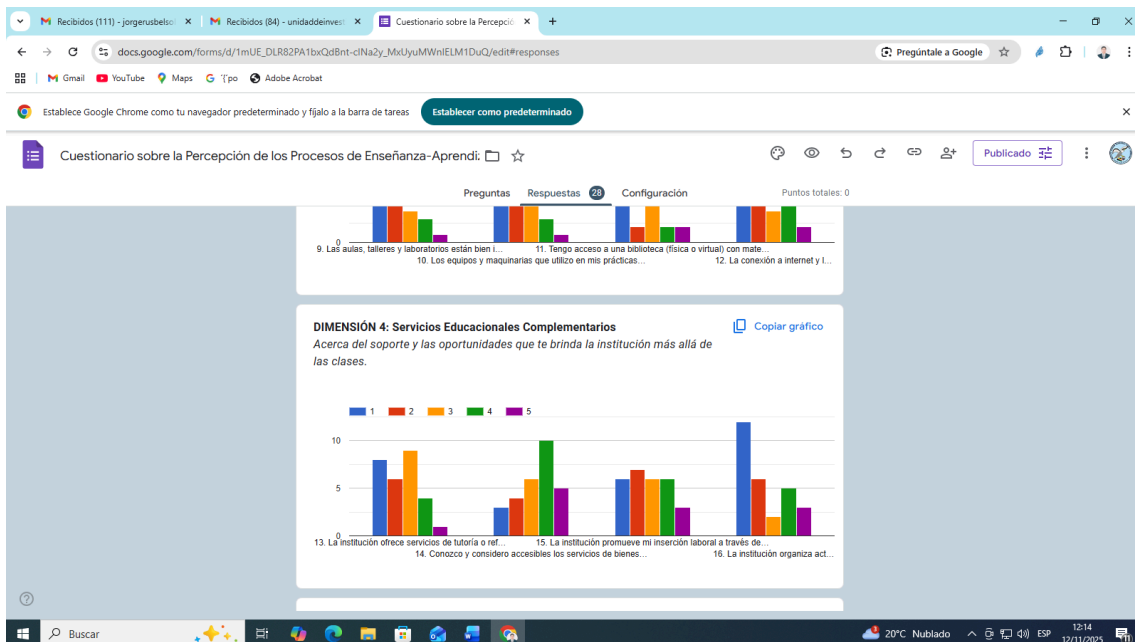 Recibidos (111) - jorgerusbelso
Recibidos (84) - unidaddeinvest
Cuestionario sobre la Percepció
docs.google.com/forms/d/1mUE_DLR82PA1bxQdBnt-cINa2y_MxUyuMWnIELM1DuQ/edit#responses
Pregúntale a Google
Gmail
YouTube
Maps
Adobe Acrobat
Establece Google Chrome como tu navegador predeterminado y fíjalo a la barra de tareas
Establecer como predeterminado
Cuestionario sobre la Percepción de los Procesos de Enseñanza-Aprendi
Publicado
Preguntas Respuestas 28 Configuración
Puntos totales: 0
0
9. Las aulas, talleres y laboratorios están bien i…
11. Tengo acceso a una biblioteca (física o virtual) con mate…
10. Los equipos y maquinarias que utilizo en mis prácticas…
12. La conexión a internet y l…
DIMENSIÓN 4: Servicios Educacionales Complementarios
Copiar gráfico
Acerca del soporte y las oportunidades que te brinda la institución más allá de
las clases.
1 2 3 4 5
10
5
0
13. La institución ofrece servicios de tutoría o ref…
15. La institución promueve mi inserción laboral a través de…
14. Conozco y considero accesibles los servicios de bienes…
16. La institución organiza act…
Buscar
20°C Nublado
ESP
12:14
12/11/2025